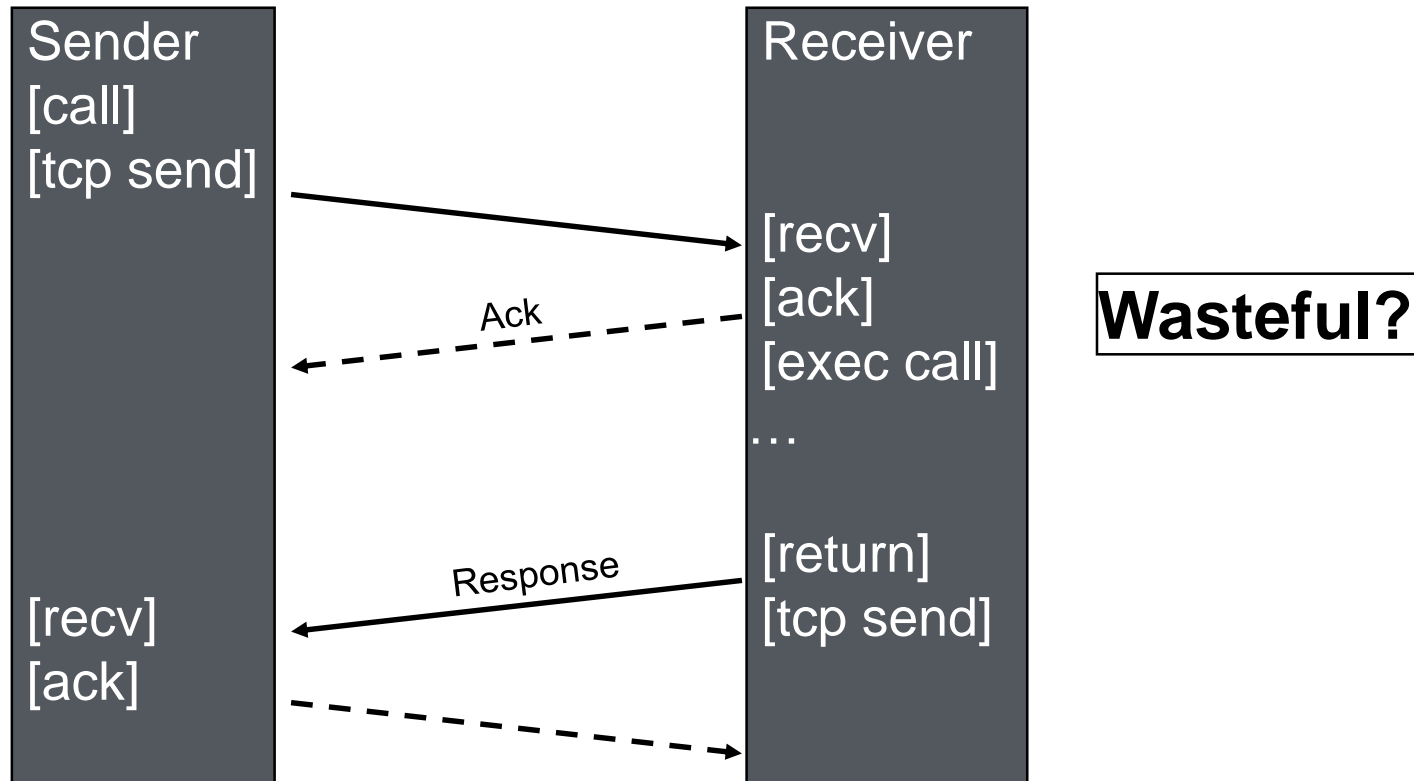 Sender
[call]
[tcp send]
Receiver
[recv]
[ack]
[exec call]
...
[return]
[tcp send]
Ack
Response
[recv]
[ack]
Wasteful?